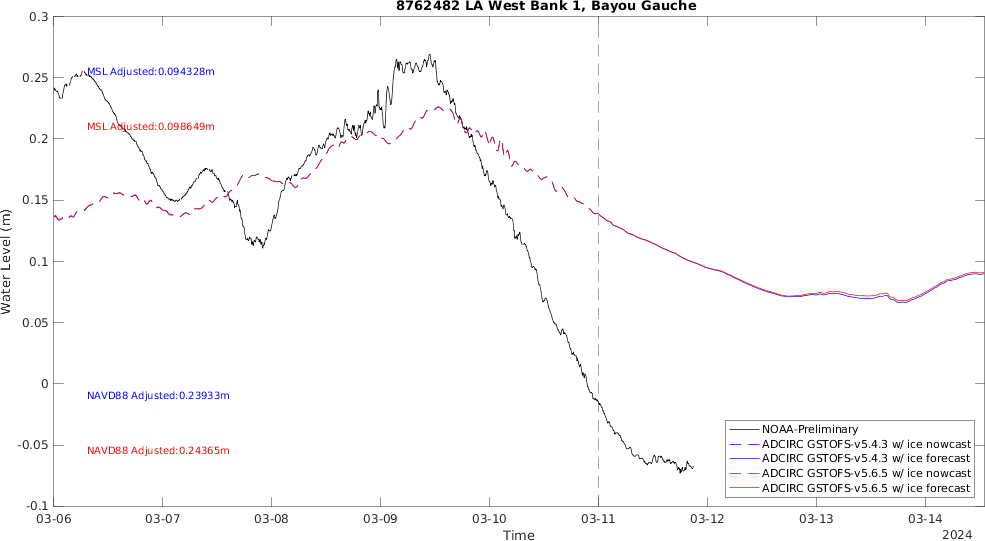 8762482 LA West Bank 1, Bayou Gauche
0.3
0.25
0.2
0.15
0.1
0.05
0
-0.05
-0.1
Water Level (m)
MSL Adjusted:0.094328m
MSL Adjusted:0.098649m
NAVD88 Adjusted:0.23933m
NAVD88 Adjusted:0.24365m
NOAA-Preliminary
ADCIRC GSTOFS-v5.4.3 w/ ice nowcast
ADCIRC GSTOFS-v5.4.3 w/ ice forecast
ADCIRC GSTOFS-v5.6.5 w/ ice nowcast
ADCIRC GSTOFS-v5.6.5 w/ ice forecast
03-06 03-07 03-08 03-09 03-10 03-11 03-12 03-13 03-14
Time
2024